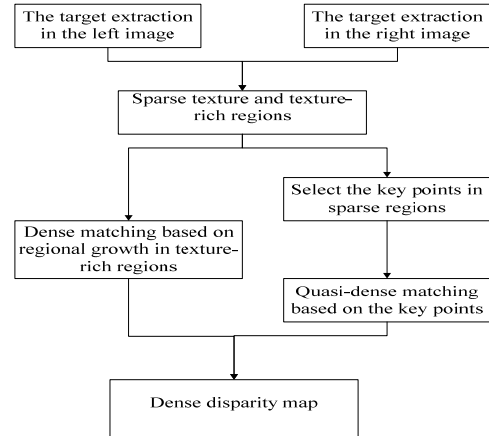 The target extraction
in the left image
The target extraction
in the right image
Sparse texture and texture-
rich regions
Select the key points in
sparse regions
Dense matching based on
regional growth in texture-
rich regions
Quasi-dense matching
based on the key points
Dense disparity map